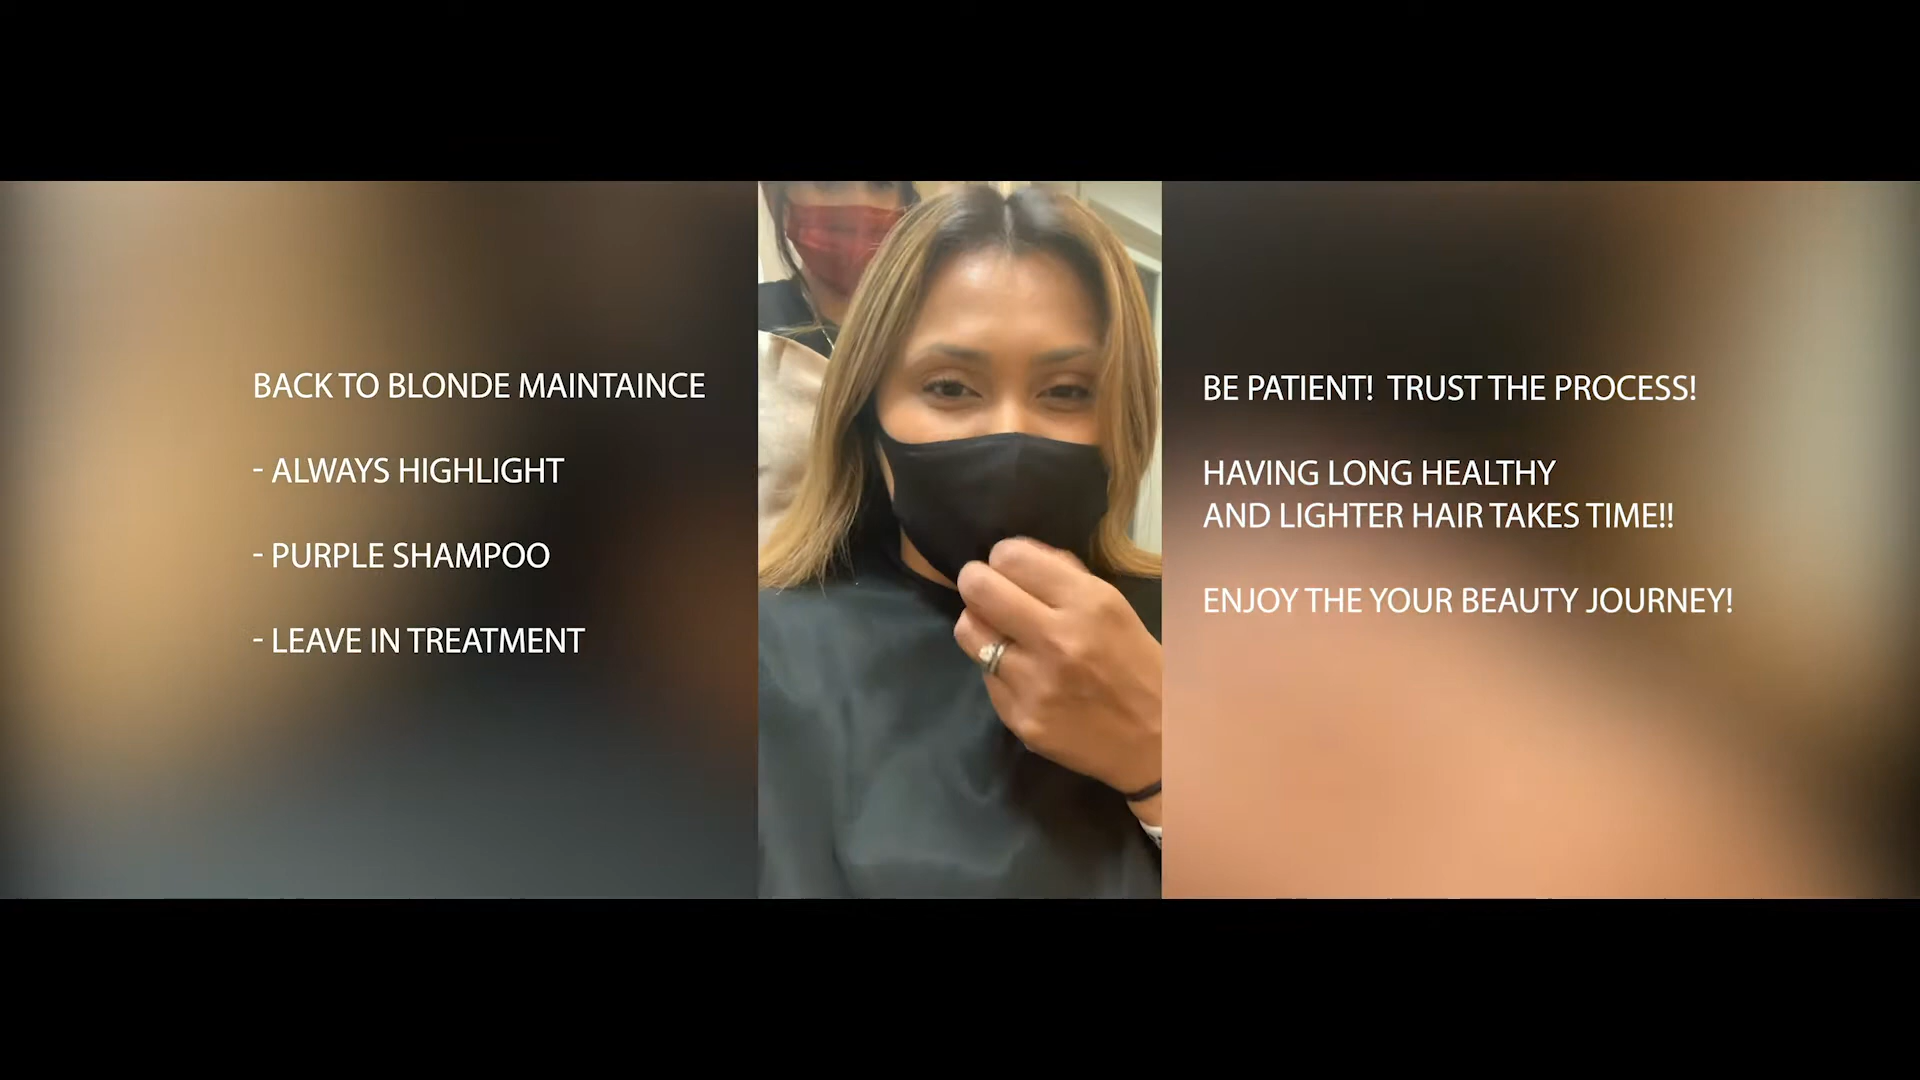 BACK TO BLONDE MAINTAINCE
- ALWAYS HIGHLIGHT
- PURPLE SHAMPOO
- LEAVE IN TREATMENT
BE PATIENT!  TRUST THE PROCESS!
HAVING LONG HEALTHY
AND LIGHTER HAIR TAKES TIME!!
ENJOY THE YOUR BEAUTY JOURNEY!